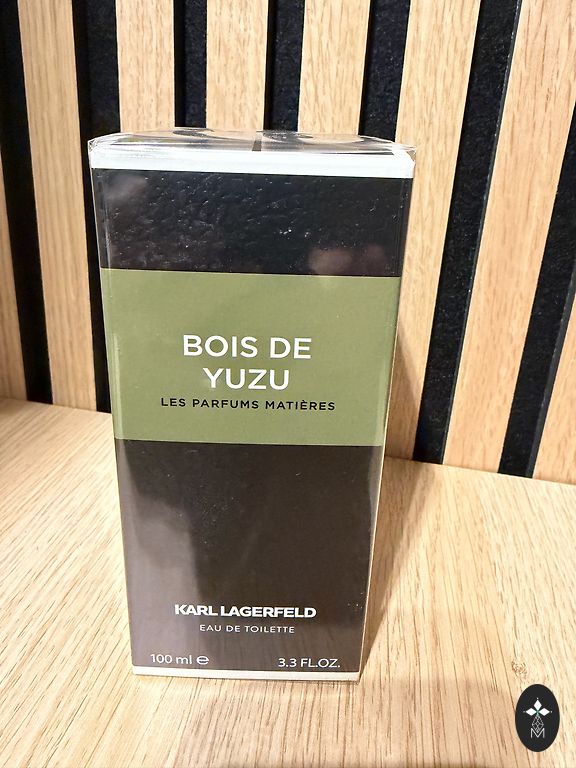 BOIS DE
YUZU
LES PARFUMS MATIÈRES
KARL LAGERFELD
EAU DE TOILETTE
100 ml ℮ 3.3 FL.OZ.
M